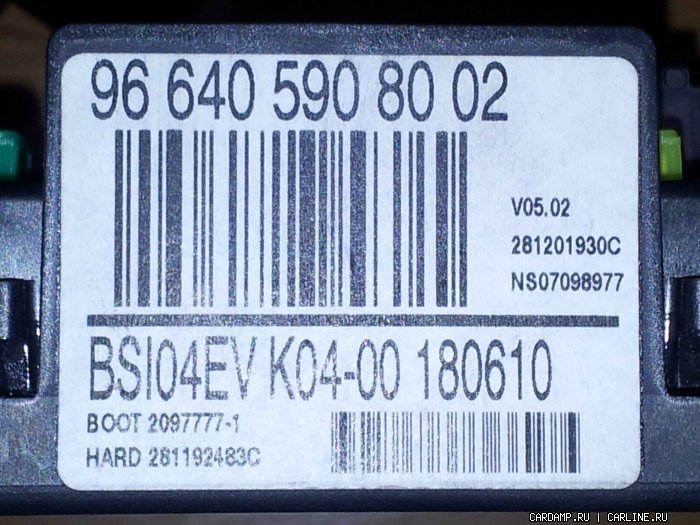 96 640 590 80 02
V05.02
281201930C
NS07098977
BSI04EV K04-00 180610
BOOT 2097777-1
HARD 281192483C
CARDAMP.RU | CARLINE.RU